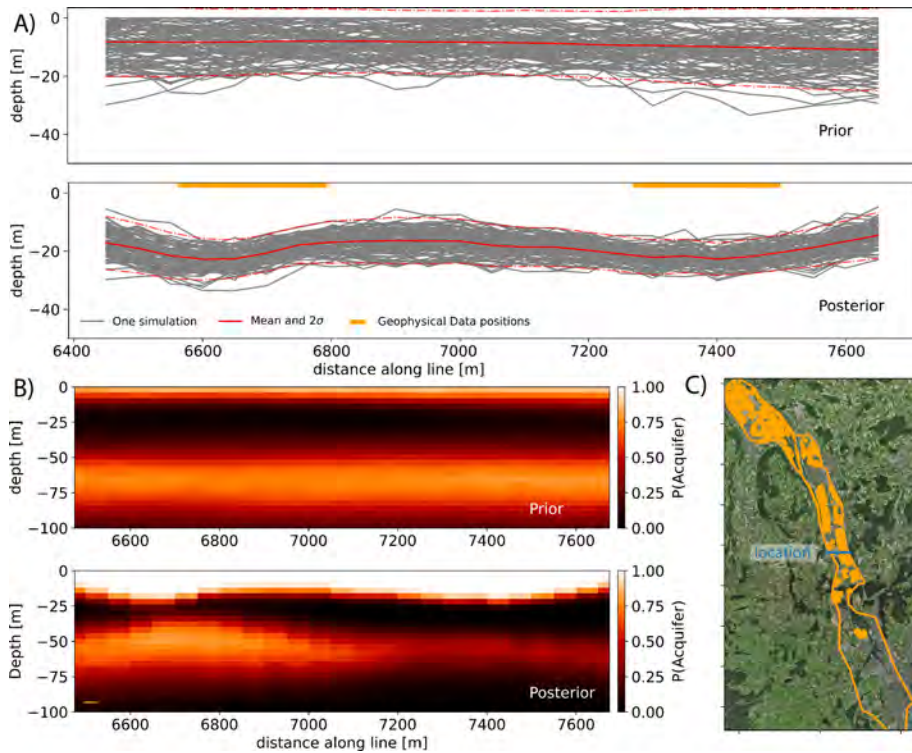 A)
depth [m]
0
−20
−40
Prior
depth [m]
0
−20
−40
Posterior
One simulation
Mean and 2σ
Geophysical Data positions
6400
6600
6800
7000
7200
7400
7600
distance along line [m]
B)
depth [m]
0
−25
−50
−75
−100
Prior
6600
6800
7000
7200
7400
7600
1.00
0.75
0.50
0.25
0.00
P(Acquifer)
Depth [m]
0
−25
−50
−75
−100
Posterior
6600
6800
7000
7200
7400
7600
distance along line [m]
1.00
0.75
0.50
0.25
0.00
P(Acquifer)
C)
location